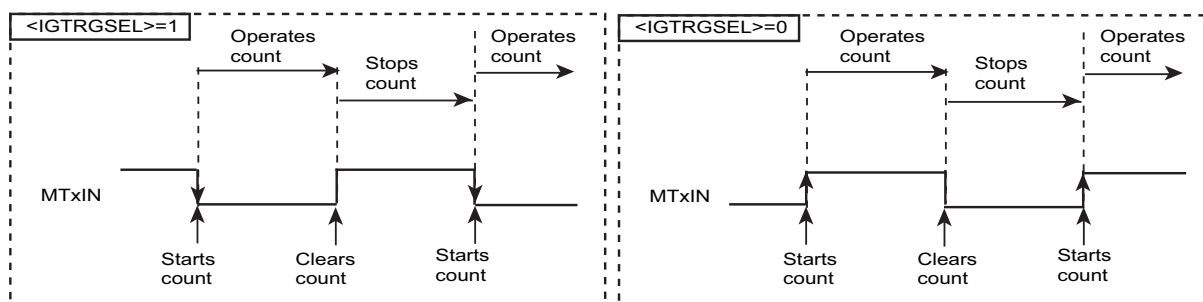 <IGTRGSEL>=1
Operates
count
Operates
count
Stops
count
MTxIN
Starts
count
Clears
count
Starts
count
<IGTRGSEL>=0
Operates
count
Operates
count
Stops
count
MTxIN
Starts
count
Clears
count
Starts
count